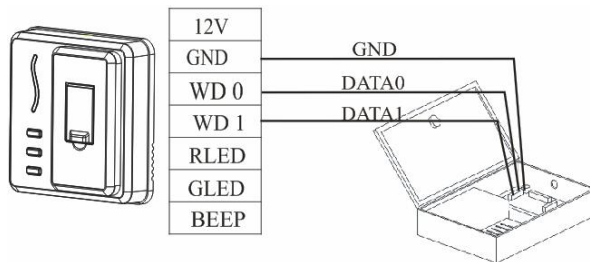 12V
GND
GND
WD 0
DATA0
WD 1
DATA1
RLED
GLED
BEEP